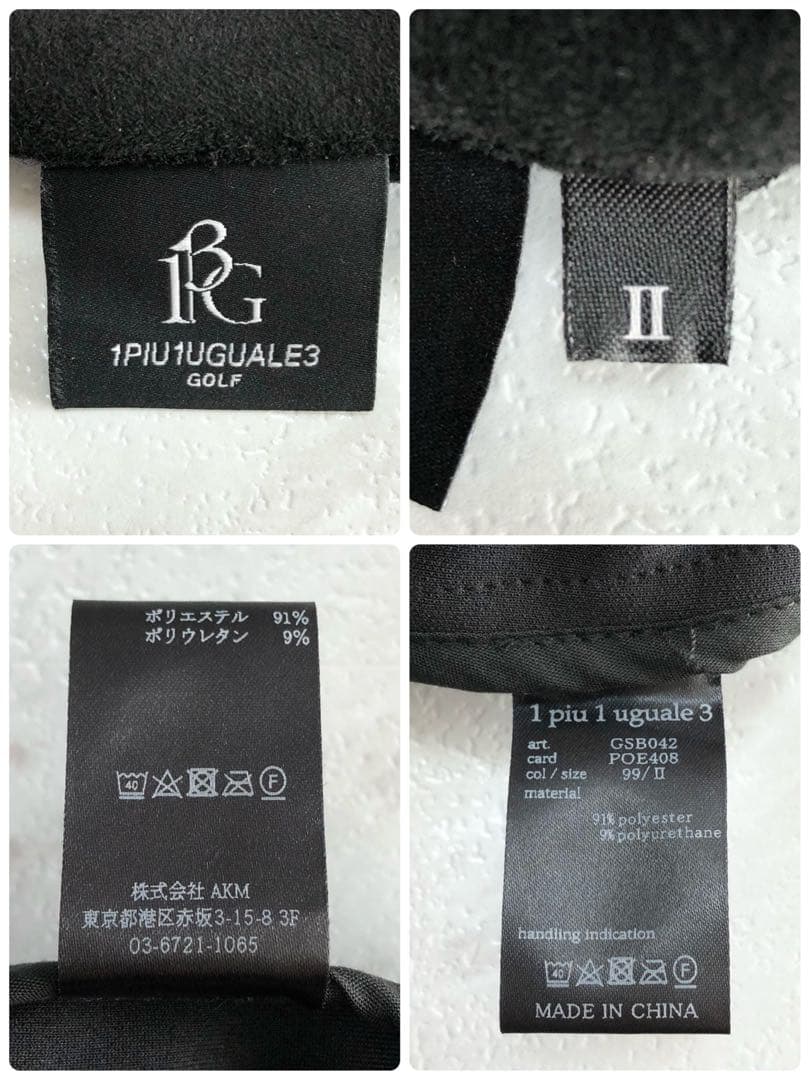 1PIU1UGUALE3
GOLF
II
ポリエステル 91%
ポリウレタン 9%
40
F
株式会社 AKM
東京都港区赤坂3-15-8 3F
03-6721-1065
1 piu 1 uguale 3
art. GSB042
card POE408
col / size 99/II
material
91% polyester
9% polyurethane
handling indication
40
F
MADE IN CHINA